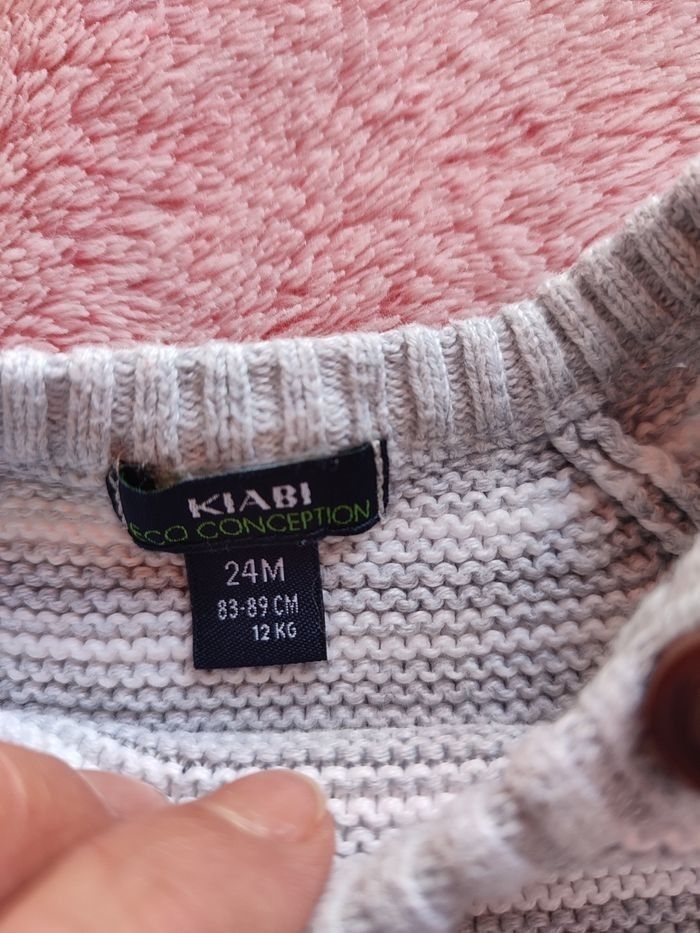 KIABI
ECO CONCEPTION
24M
83-89 CM
12 KG